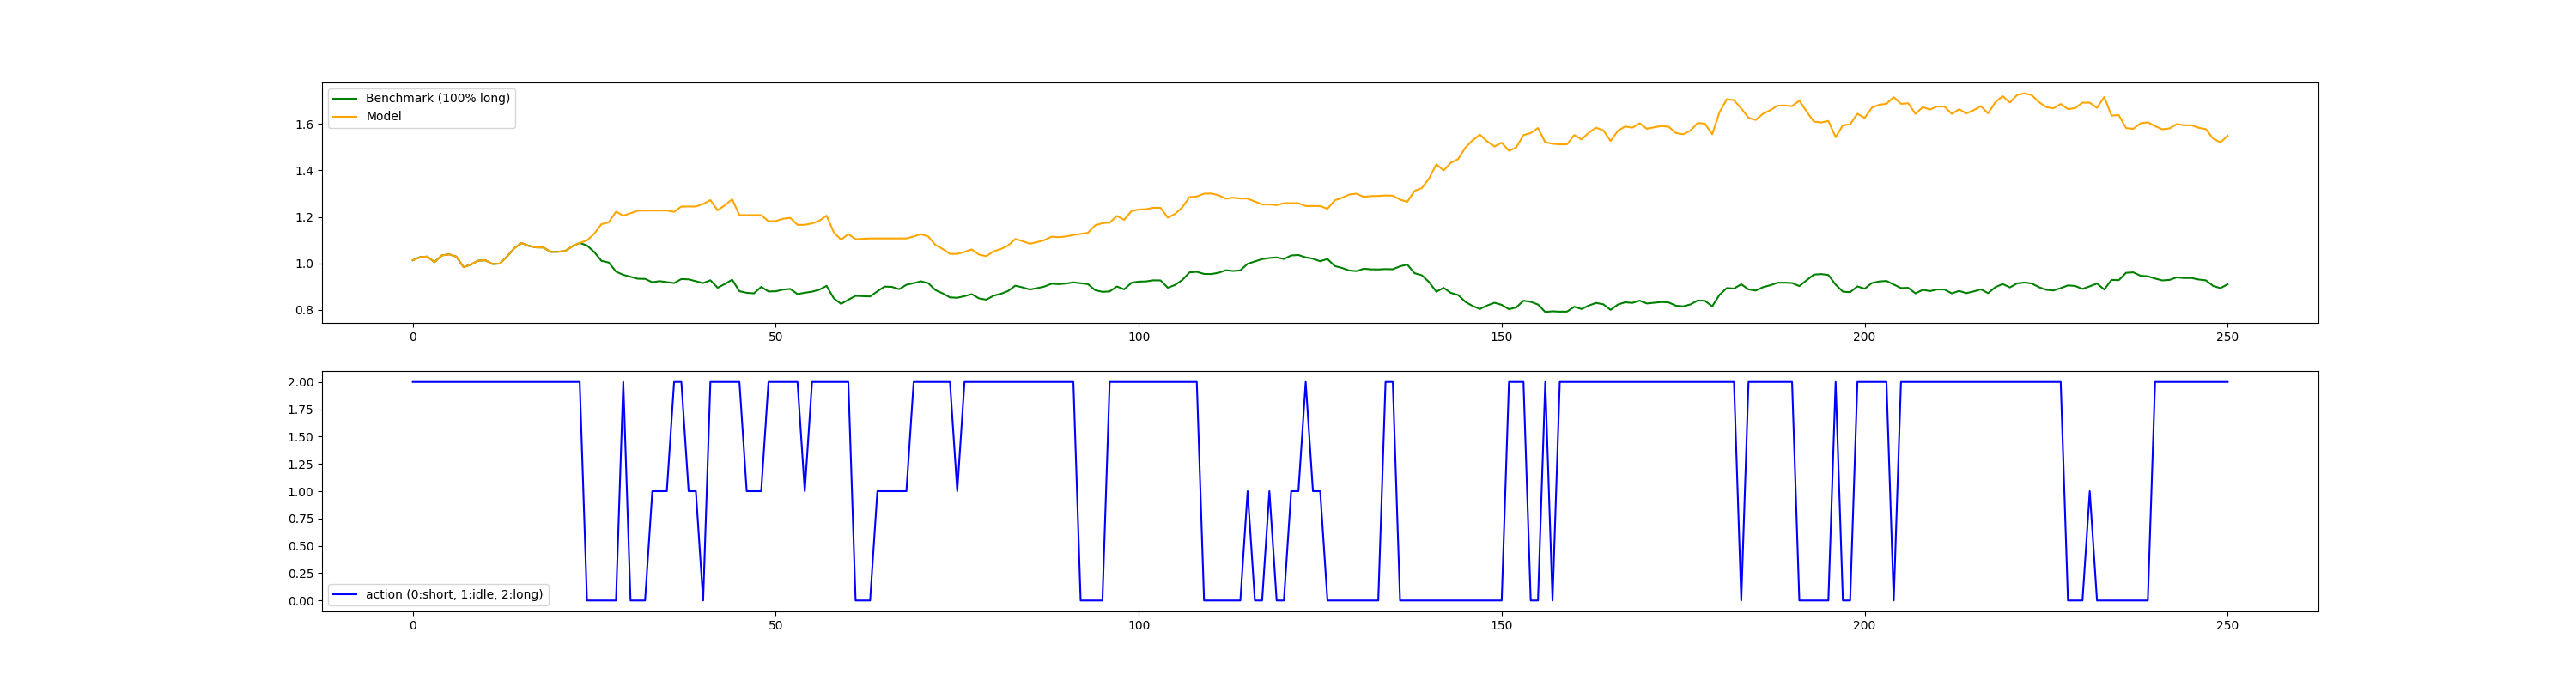 Benchmark (100% long)
Model
1.6
1.4
1.2
1.0
0.8
0 50 100 150 200 250
2.00
1.75
1.50
1.25
1.00
0.75
0.50
0.25
0.00
action (0:short, 1:idle, 2:long)
0 50 100 150 200 250